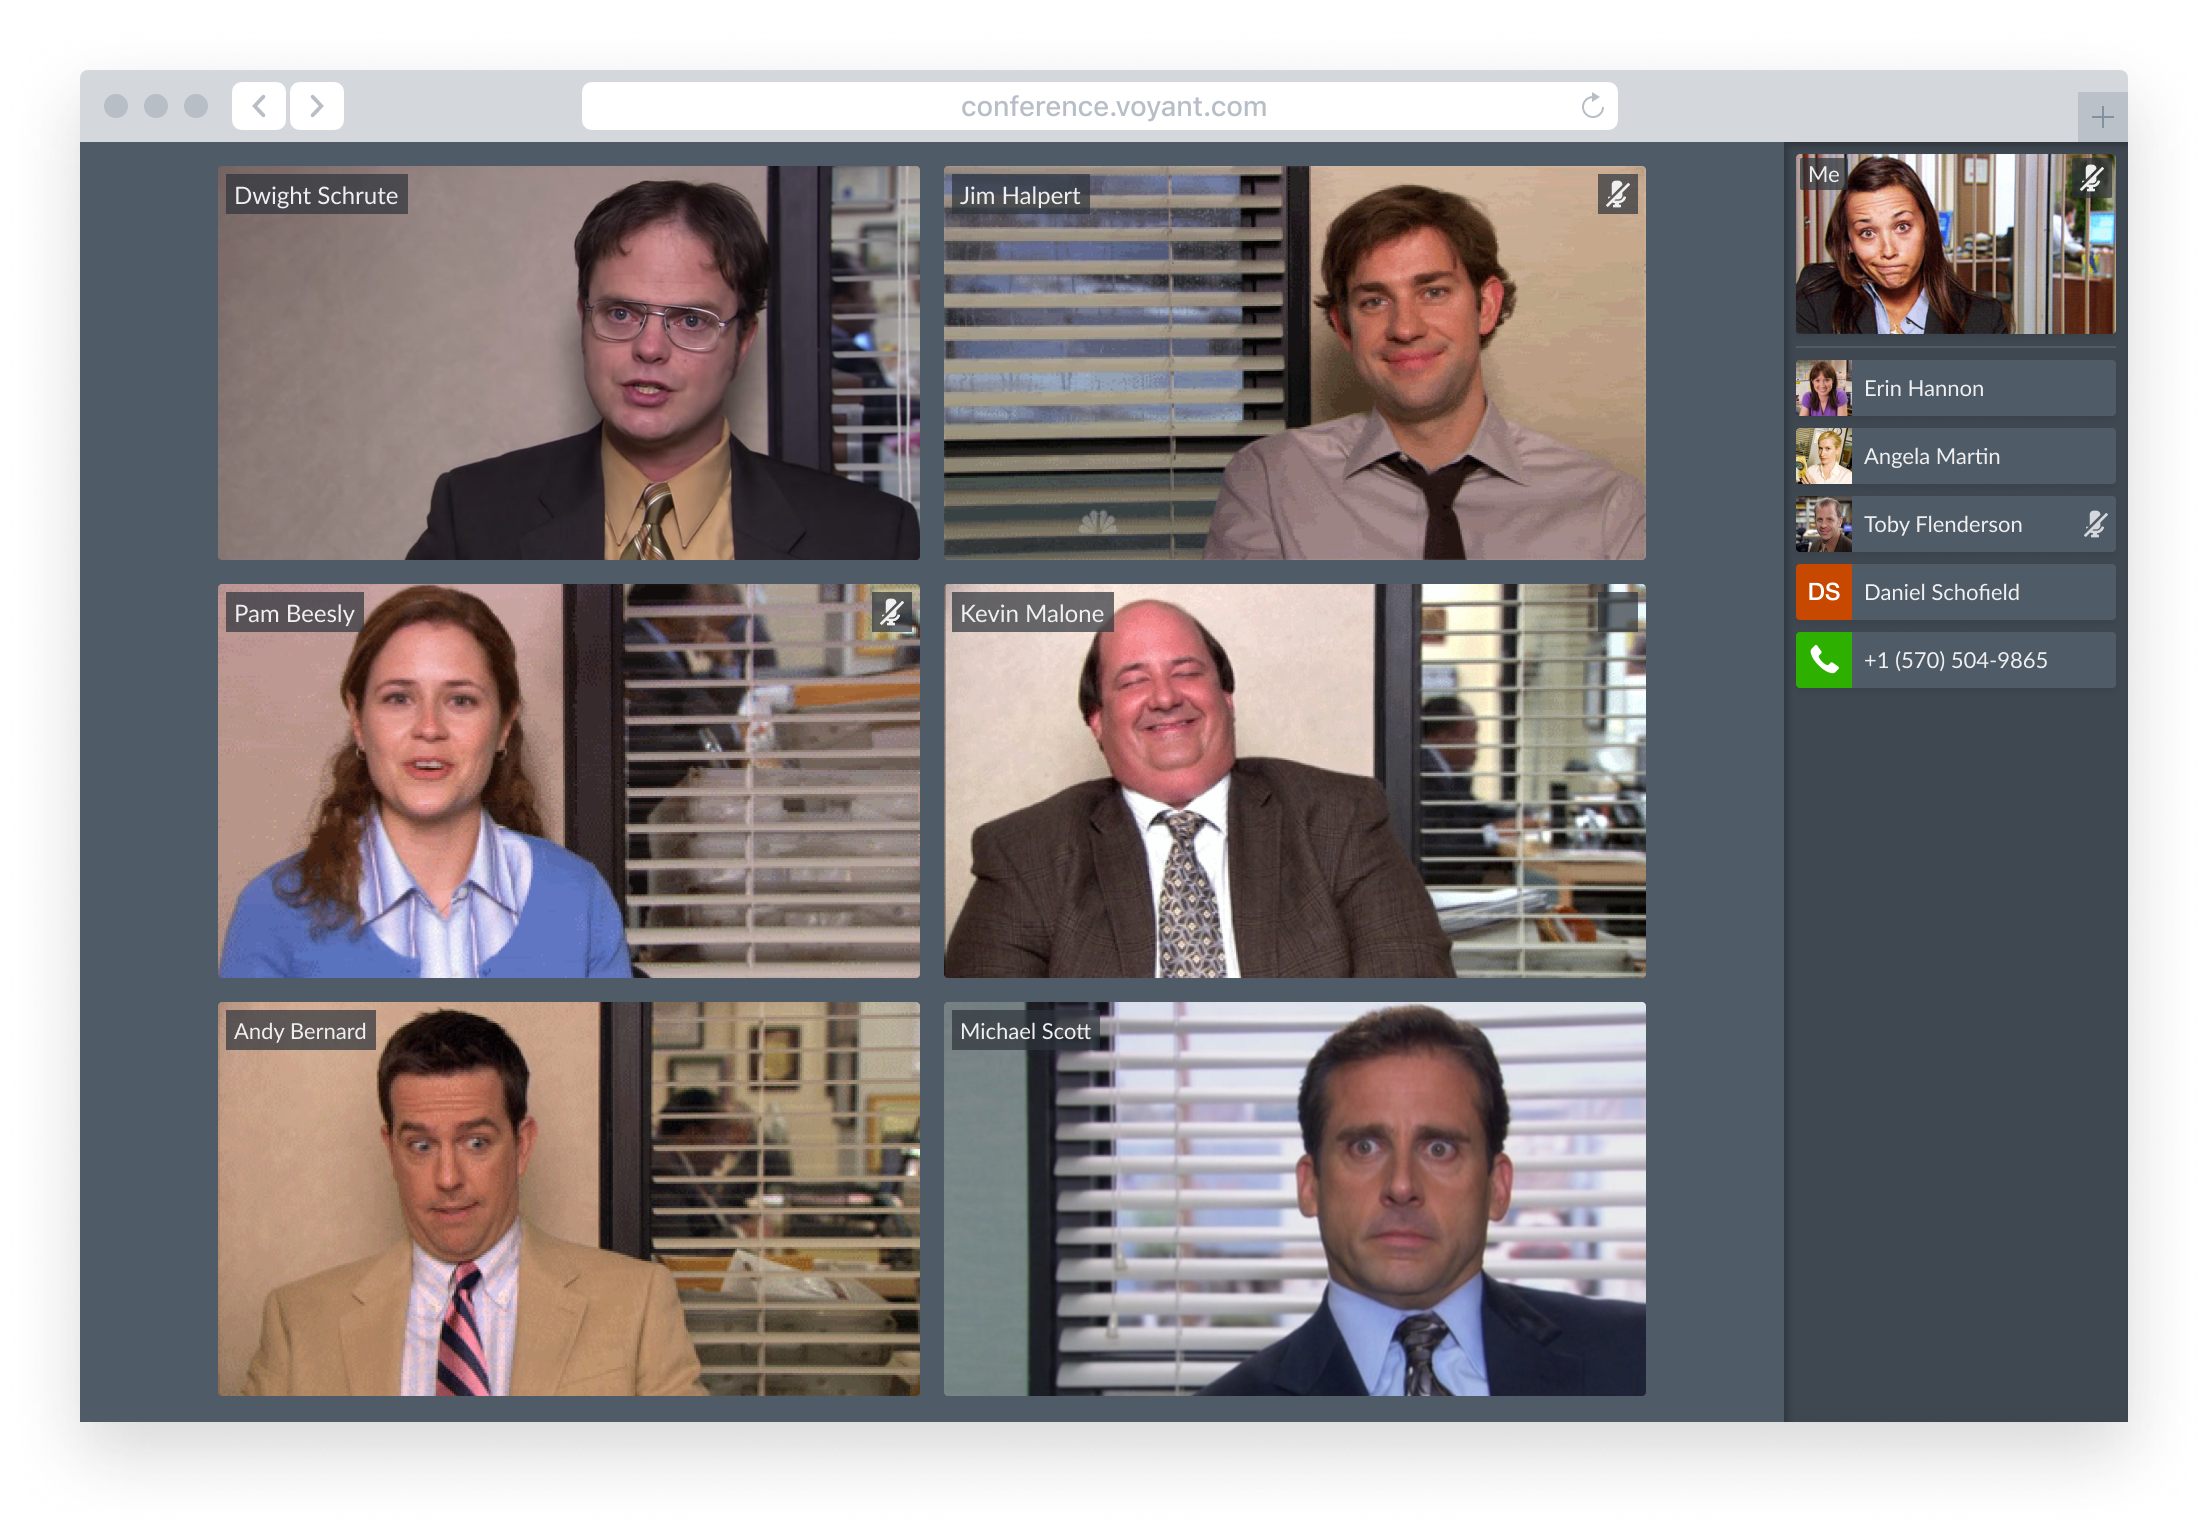 conference.voyant.com
Dwight Schrute
Jim Halpert
Pam Beesly
Kevin Malone
Andy Bernard
Michael Scott
Me
Erin Hannon
Angela Martin
Toby Flenderson
DS Daniel Schofield
+1 (570) 504-9865